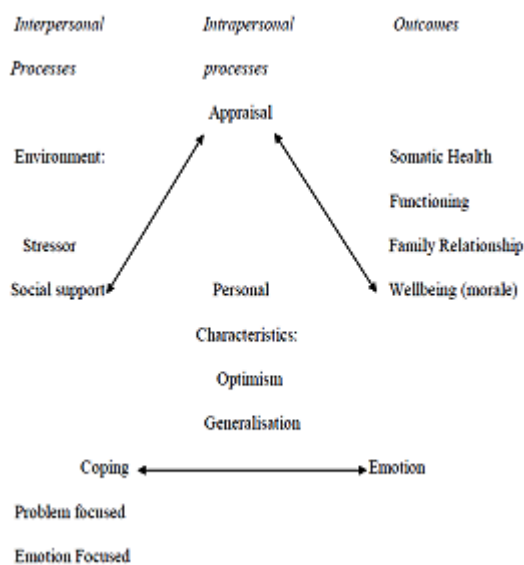 Interpersonal Intrapersonal Outcomes
Processes processes
Appraisal
Environment: Somatic Health
Functioning
Stressor Family Relationship
Social support Personal Wellbeing (morale)
Characteristics:
Optimism
Generalisation
Coping Emotion
Problem focused
Emotion Focused